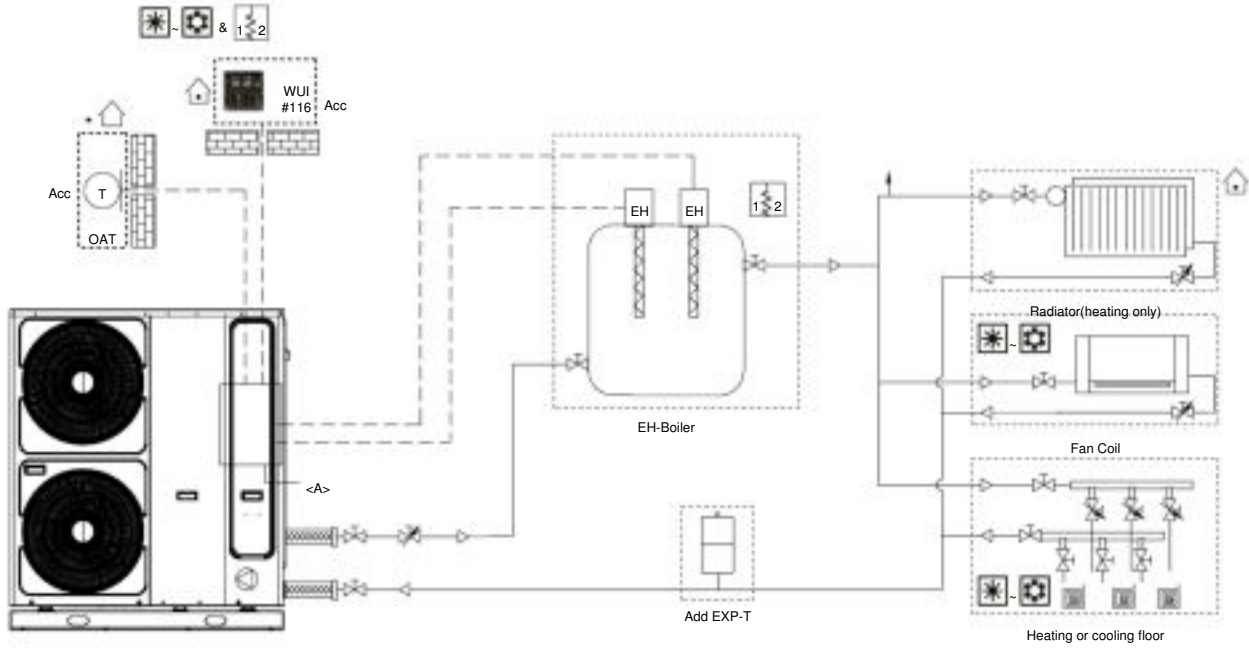 &
1 2
WUI
#116
Acc
Acc
T
OAT
EH
EH
1 2
EH-Boiler
<A>
Add EXP-T
Radiator(heating only)
~
~
Fan Coil
~
Heating or cooling floor